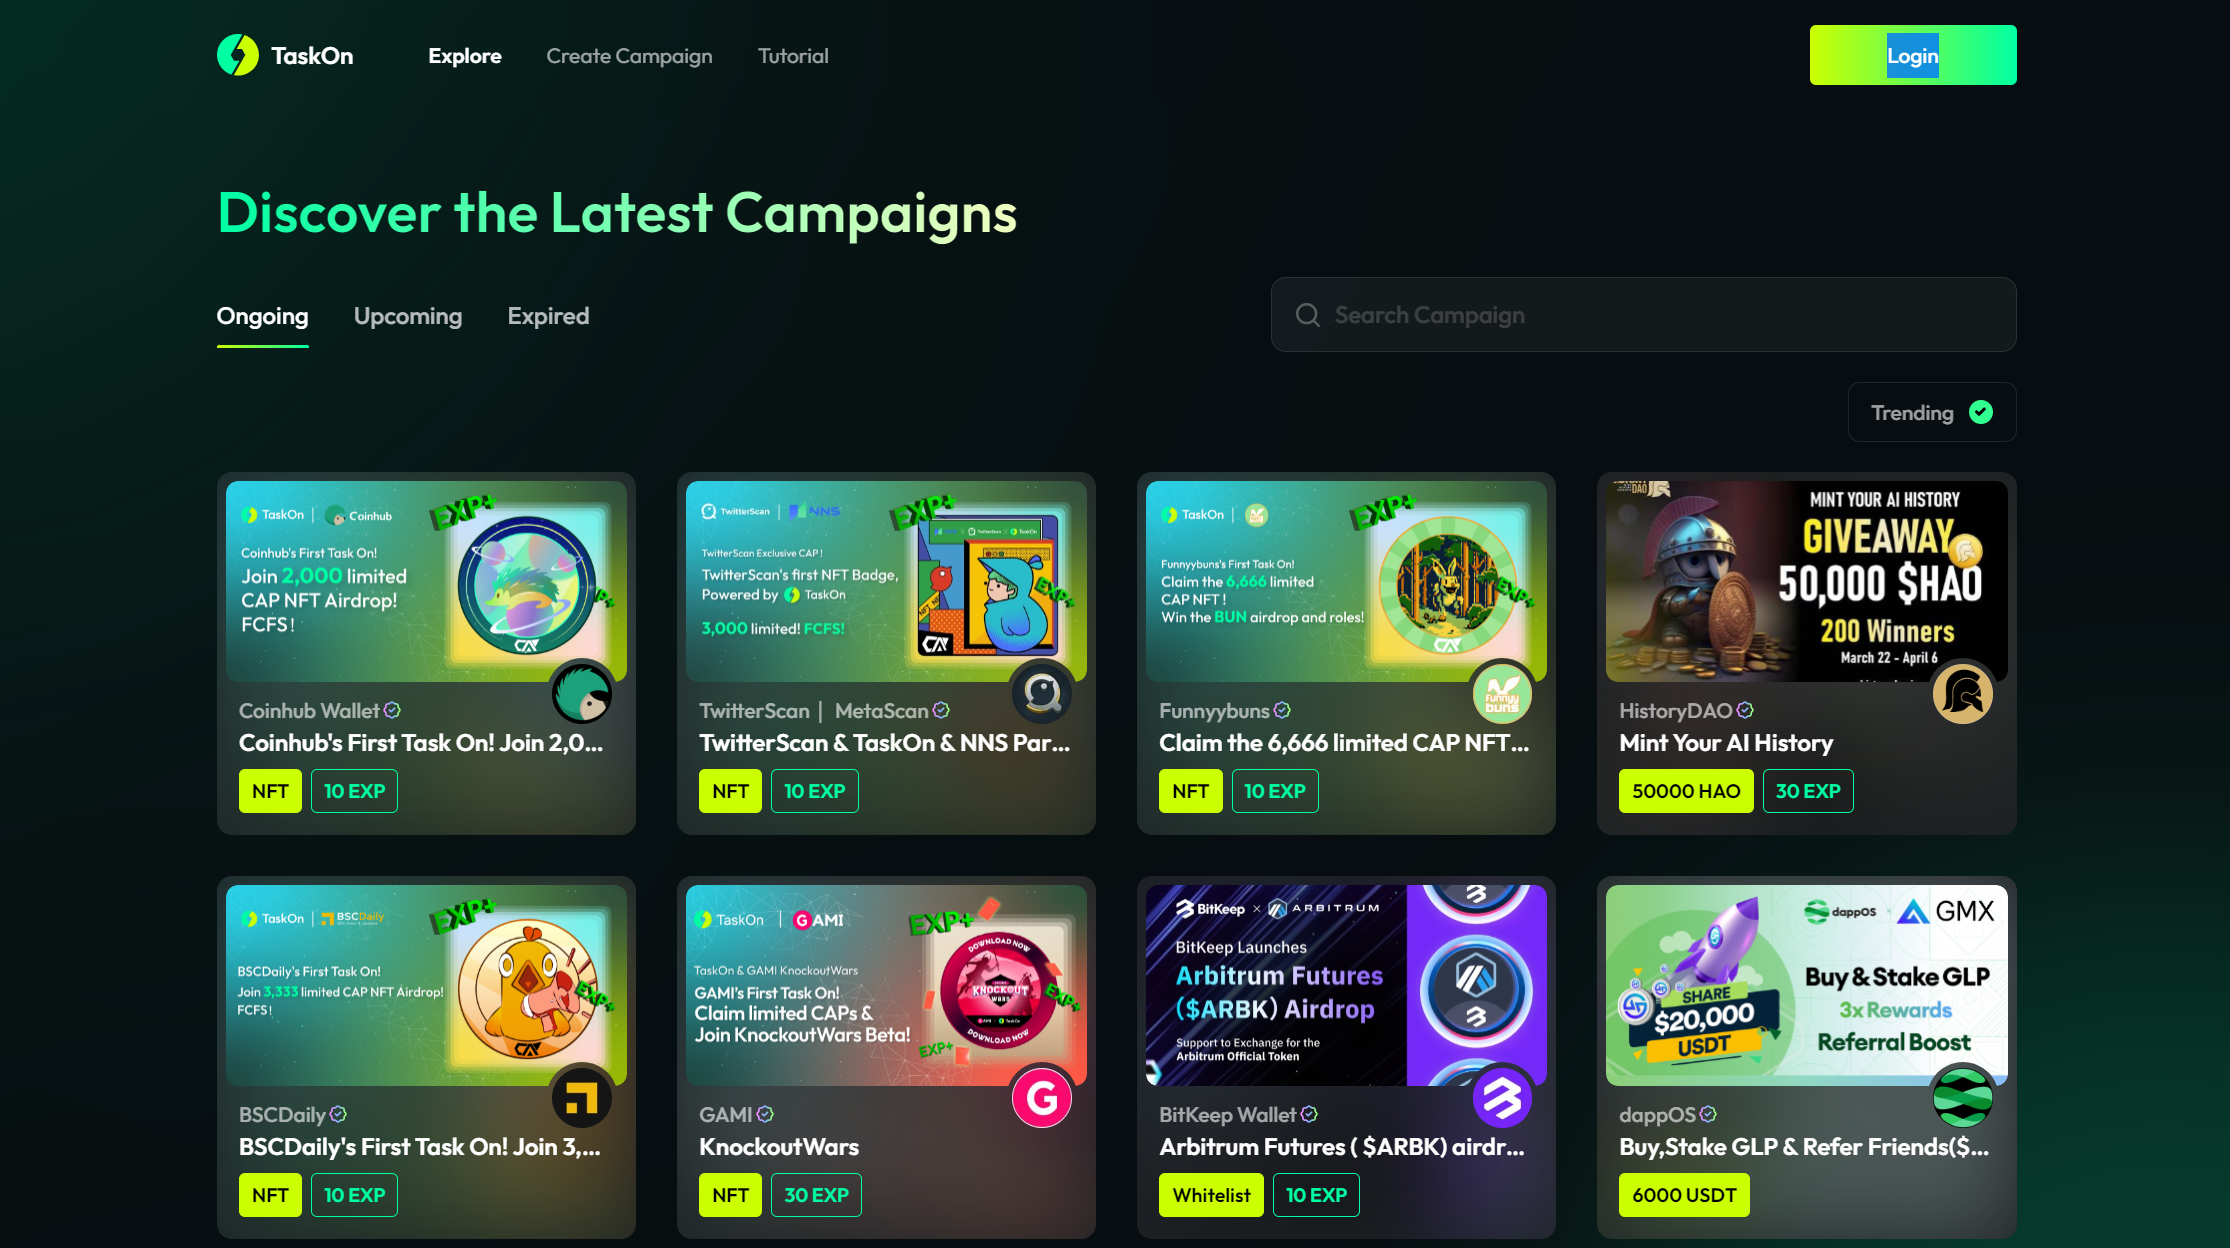 TaskOn
Explore
Create Campaign
Tutorial
Login
Discover the Latest Campaigns
Ongoing
Upcoming
Expired
Search Campaign
Trending
TaskOn | Coinhub
EXP+
Coinhub's First Task On!
Join 2,000 limited
CAP NFT Airdrop!
FCFS!
Coinhub Wallet
Coinhub's First Task On! Join 2,0...
NFT
10 EXP
TwitterScan | NNS
EXP+
TwitterScan Exclusive CAP !
TwitterScan's first NFT Badge,
Powered by TaskOn
3,000 limited! FCFS!
EXP+
TwitterScan | MetaScan
TwitterScan & TaskOn & NNS Par...
NFT
10 EXP
TaskOn |
EXP+
Funnyybuns's First Task On!
Claim the 6,666 limited
CAP NFT !
Win the BUN airdrop and roles!
EXP+
Funnyy
buns
Funnyybuns
Claim the 6,666 limited CAP NFT...
NFT
10 EXP
DAO
MINT YOUR AI HISTORY
GIVEAWAY
50,000 $HAO
200 Winners
March 22 - April 6
HistoryDAO
Mint Your AI History
50000 HAO
30 EXP
TaskOn | BSCDaily
EXP+
BSCDaily's First Task On!
Join 3,333 limited CAP NFT Airdrop!
FCFS!
EXP+
BSCDaily
BSCDaily's First Task On! Join 3,...
NFT
10 EXP
TaskOn | GAMI
EXP+
TaskOn & GAMI KnockoutWars
GAMI's First Task On!
Claim limited CAPs &
Join KnockoutWars Beta!
DOWNLOAD NOW
KNOCKOUT
WARS
DOWNLOAD NOW
EXP+
EXP+
G
GAMI
KnockoutWars
NFT
30 EXP
BitKeep × ARBITRUM
BitKeep Launches
Arbitrum Futures
($ARBK) Airdrop
Support to Exchange for the
Arbitrum Official Token
BitKeep Wallet
Arbitrum Futures ( $ARBK) airdr...
Whitelist
10 EXP
dappOS
GMX
Buy & Stake GLP
3x Rewards
Referral Boost
SHARE
$20,000
USDT
dappOS
Buy,Stake GLP & Refer Friends($...
6000 USDT